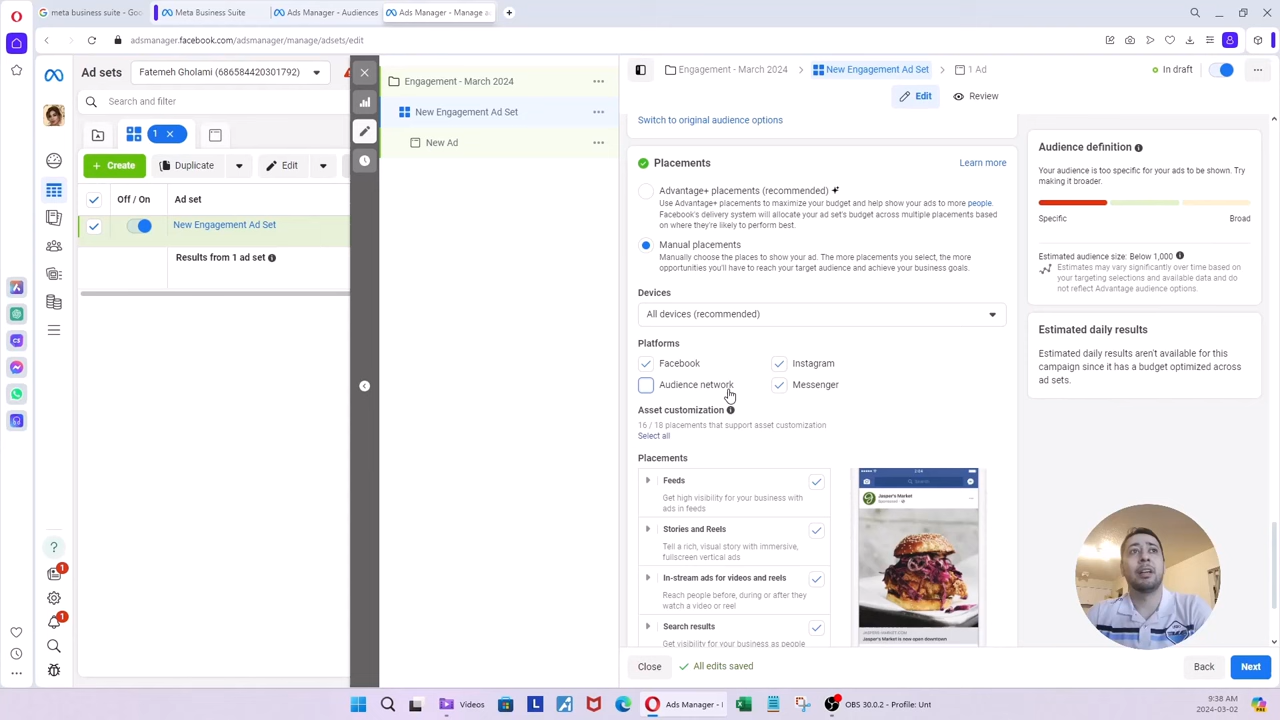 meta business suite - Goo
Meta Business Suite
Ads Manager - Audiences
Ads Manager - Manage a
adsmanager.facebook.com/adsmanager/manage/adsets/edit
Ad sets
Fatemeh Gholami (686584420301792)
Search and filter
1
+ Create
Duplicate
Edit
Off / On
Ad set
New Engagement Ad Set
Results from 1 ad set
Engagement - March 2024
New Engagement Ad Set
New Ad
Engagement - March 2024
New Engagement Ad Set
1 Ad
In draft
Edit
Review
Switch to original audience options
Placements
Learn more
Advantage+ placements (recommended)
Use Advantage+ placements to maximize your budget and help show your ads to more people.
Facebook's delivery system will allocate your ad set's budget across multiple placements based
on where they're likely to perform best.
Manual placements
Manually choose the places to show your ad. The more placements you select, the more
opportunities you'll have to reach your target audience and achieve your business goals.
Devices
All devices (recommended)
Platforms
Facebook
Instagram
Audience network
Messenger
Asset customization
16 / 18 placements that support asset customization
Select all
Placements
Feeds
Get high visibility for your business with
ads in feeds
Stories and Reels
Tell a rich, visual story with immersive,
fullscreen vertical ads
In-stream ads for videos and reels
Reach people before, during or after they
watch a video or reel
Search results
Get visibility for your business as people
Search
Jasper's Market
Jasper's Market is now open downtown
Audience definition
Your audience is too specific for your ads to be shown. Try
making it broader.
Specific
Broad
Estimated audience size: Below 1,000
Estimates may vary significantly over time based on
your targeting selections and available data and do
not reflect Advantage audience options.
Estimated daily results
Estimated daily results aren't available for this
campaign since it has a budget optimized across
ad sets.
Close
All edits saved
Back
Next
1
1
Videos
Ads Manager - I
OBS 30.0.2 - Profile: Unt
9:38 AM
2024-03-02